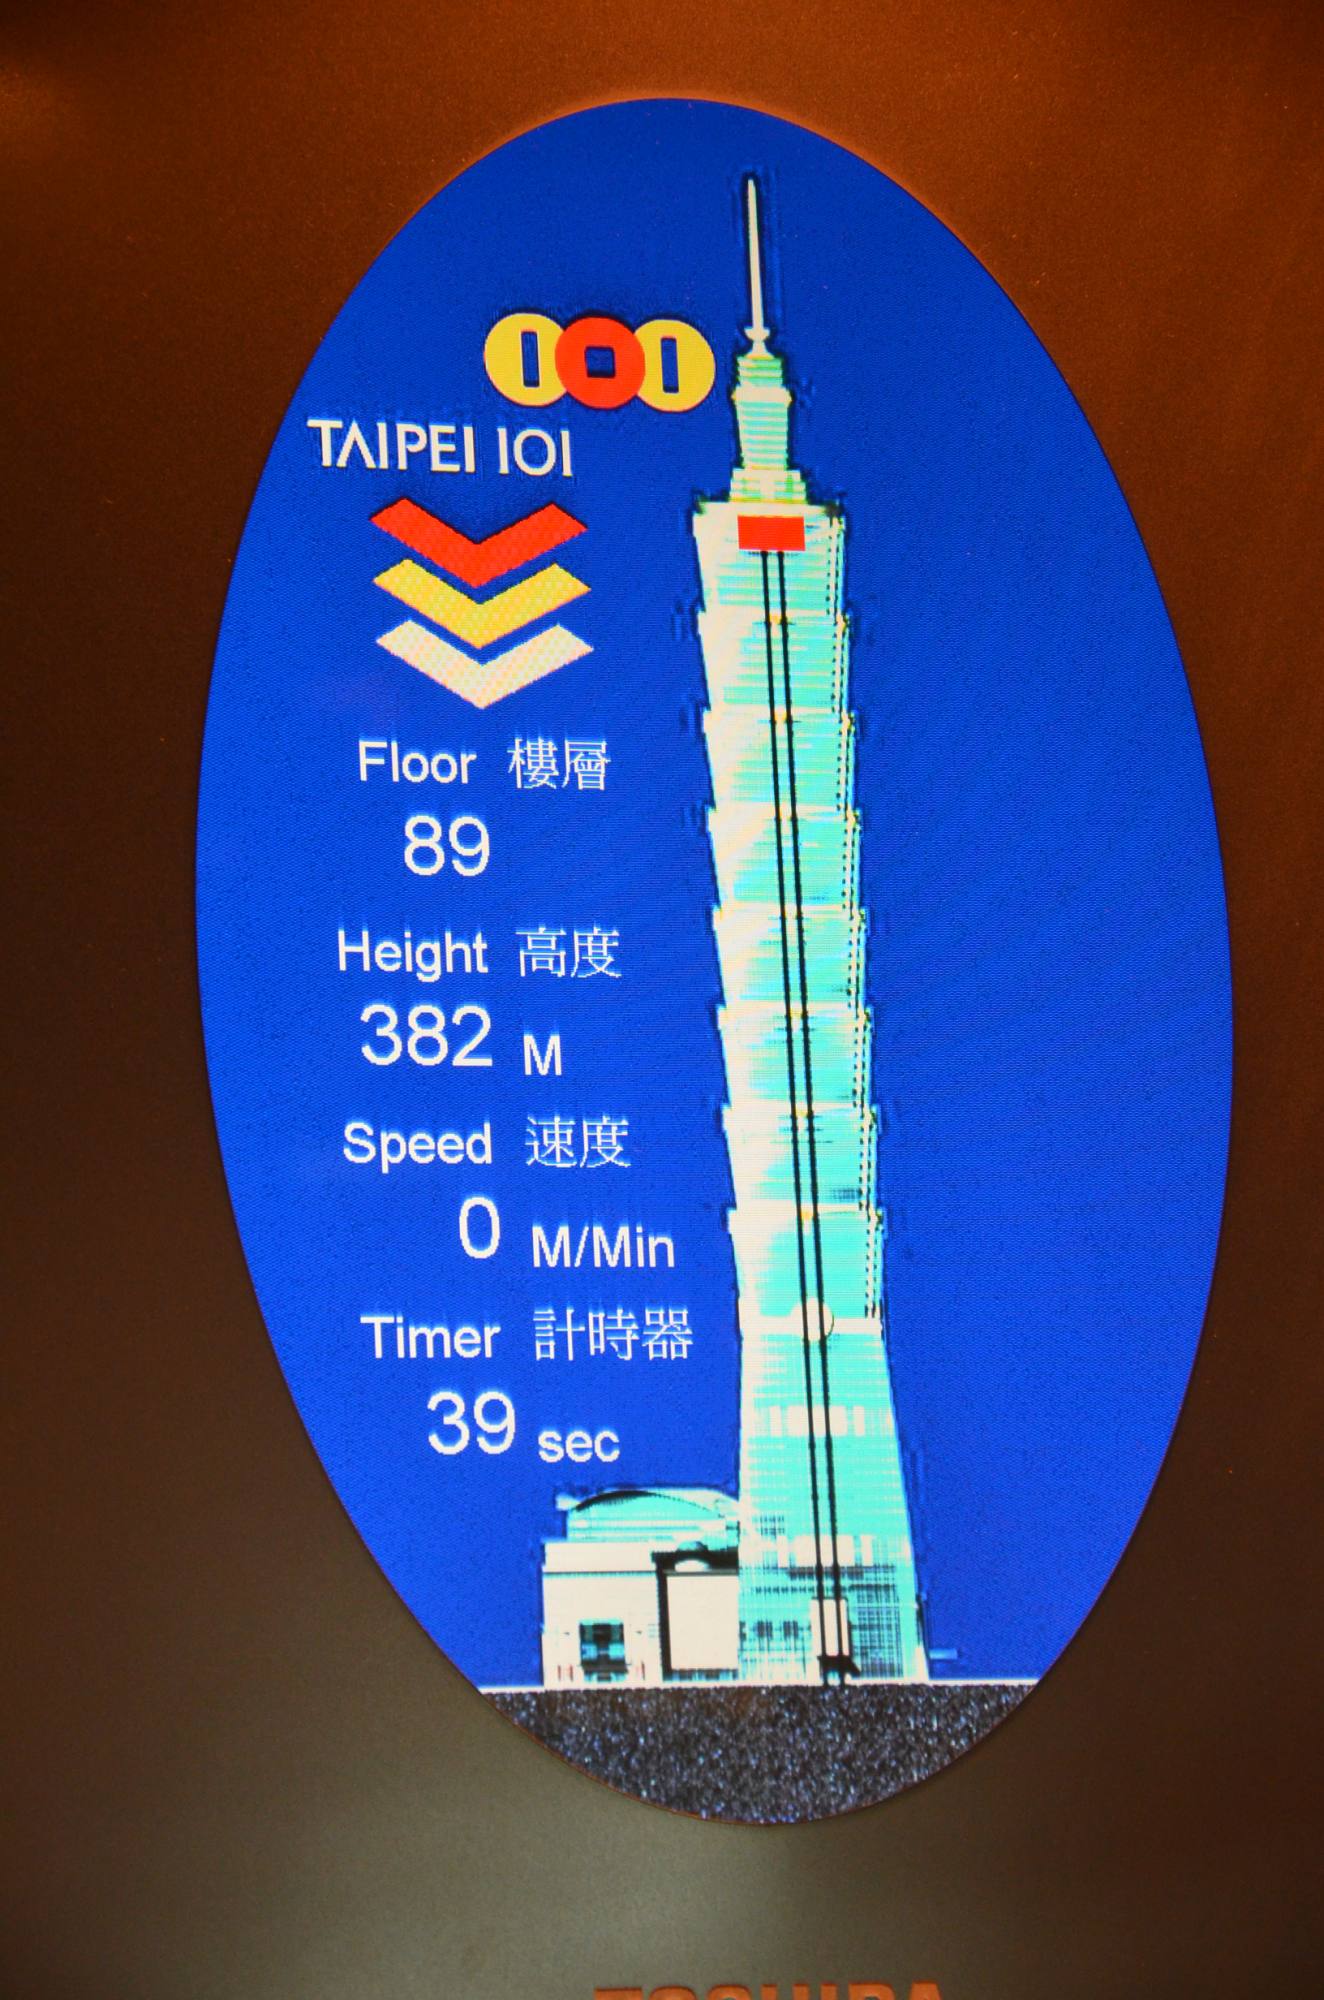 TAIPEI 101
Floor 樓層
89
Height 高度
382 M
Speed 速度
0 M/Min
Timer 計時器
39 sec
TOSHIBA